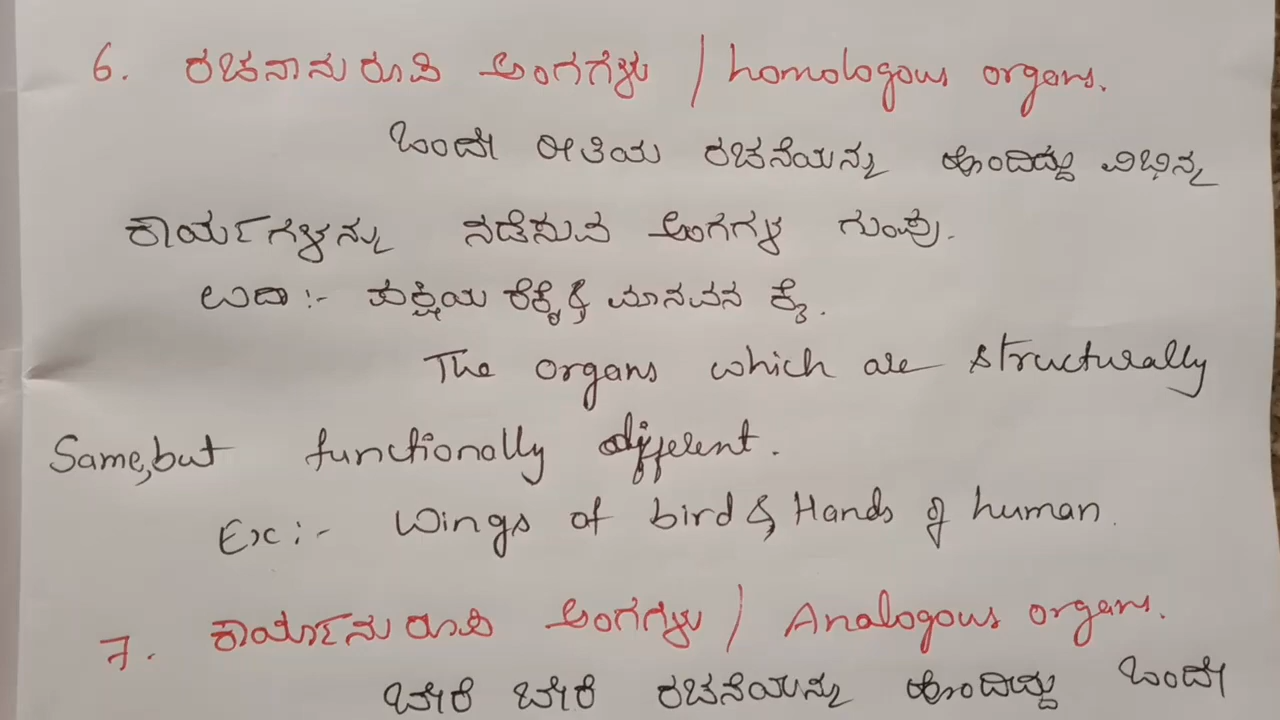 6. ರಚನಾನುರೂಪಿ ಅಂಗಗಳು / homologous organs.
ಒಂದೇ ರೀತಿಯ ರಚನೆಯನ್ನು ಹೊಂದಿದ್ದು ವಿಭಿನ್ನ
ಕಾರ್ಯಗಳನ್ನು ನಡೆಸುವ ಅಂಗಗಳ ಗುಂಪು.
ಉದಾ :- ಪಕ್ಷಿಯ ರೆಕ್ಕೆ & ಮಾನವನ ಕೈ.
The organs which are structurally
Same, but functionally different.
Ex :- Wings of bird & Hands of human.
7. ಕಾರ್ಯಾನುರೂಪಿ ಅಂಗಗಳು / Analogous organs.
ಬೇರೆ ಬೇರೆ ರಚನೆಯನ್ನು ಹೊಂದಿದ್ದು ಒಂದೇ